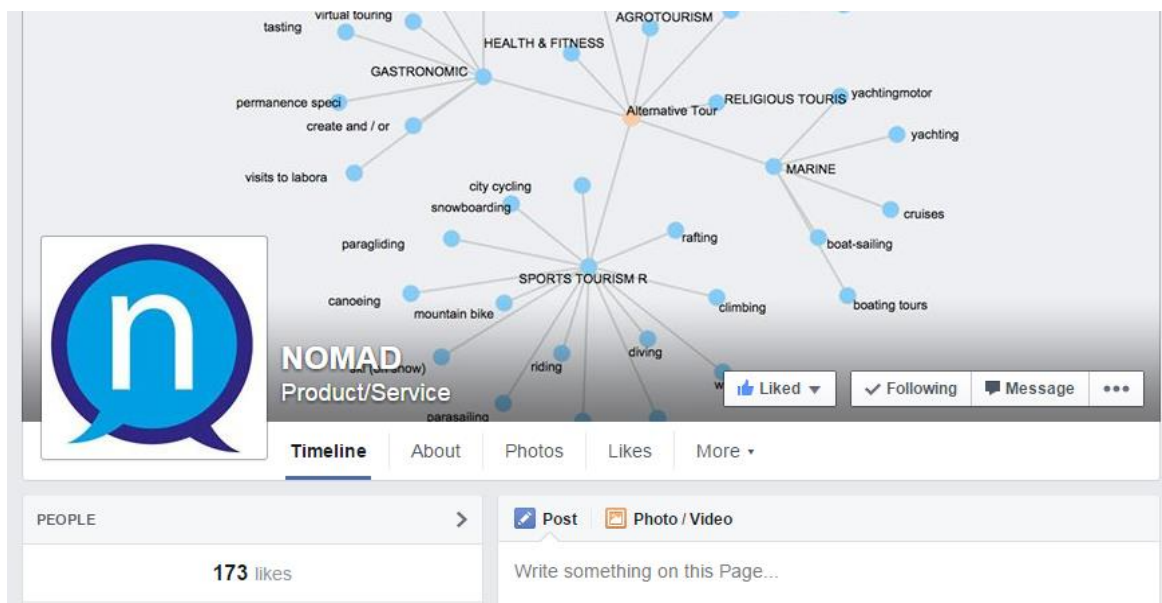 virtual touring
tasting
AGROTOURISM
HEALTH & FITNESS
GASTRONOMIC
permanence speci
create and / or
visits to labora
Alternative Tour
RELIGIOUS TOURIS
yachtingmotor
yachting
MARINE
cruises
boat-sailing
boating tours
city cycling
snowboarding
paragliding
rafting
SPORTS TOURISM R
canoeing
mountain bike
climbing
diving
riding
parasailing
n
NOMAD
Product/Service
Liked
Following
Message
Timeline
About
Photos
Likes
More
PEOPLE
173 likes
Post
Photo / Video
Write something on this Page...